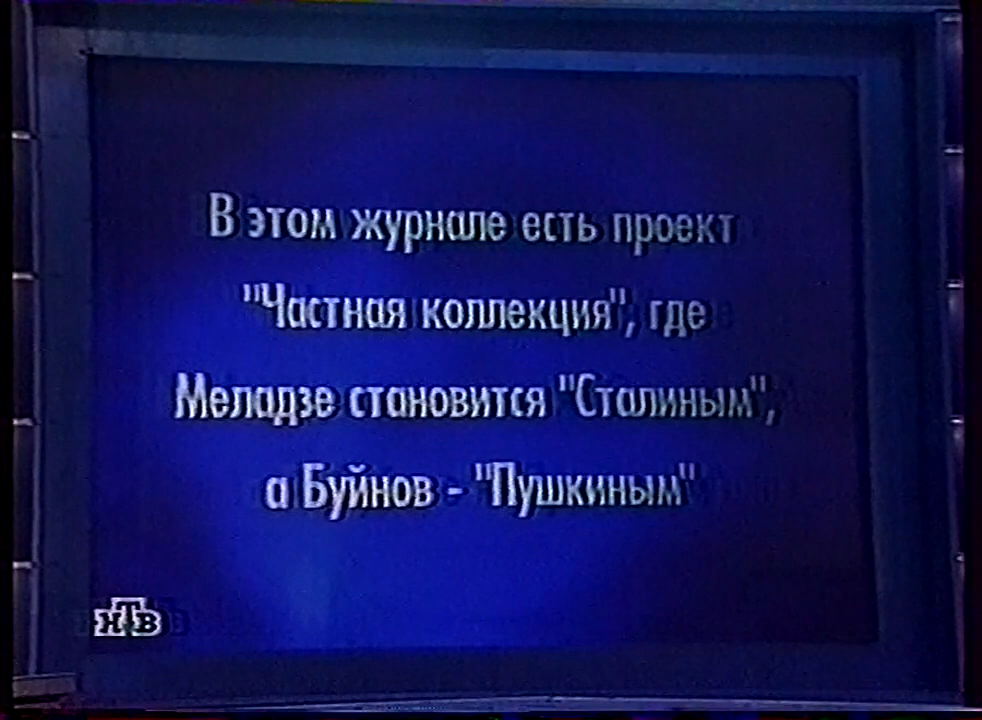 В этом журнале есть проект
"Частная коллекция", где
Меладзе становится "Сталиным",
а Буйнов - "Пушкиным"
НТВ